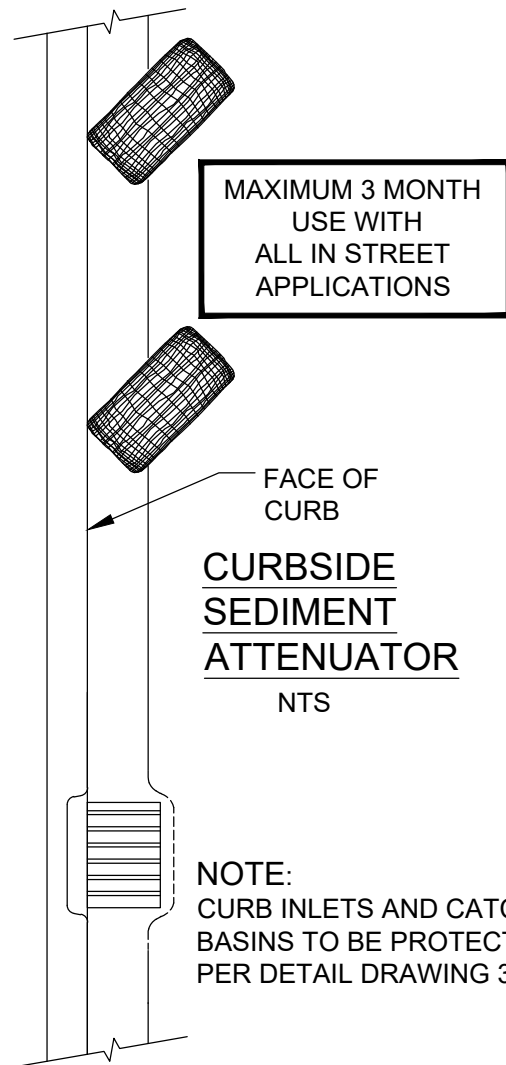 MAXIMUM 3 MONTH
USE WITH
ALL IN STREET
APPLICATIONS
FACE OF
CURB
CURBSIDE
SEDIMENT
ATTENUATOR
NTS
NOTE:
CURB INLETS AND
BASINS TO BE
PER DETAIL DRAWING